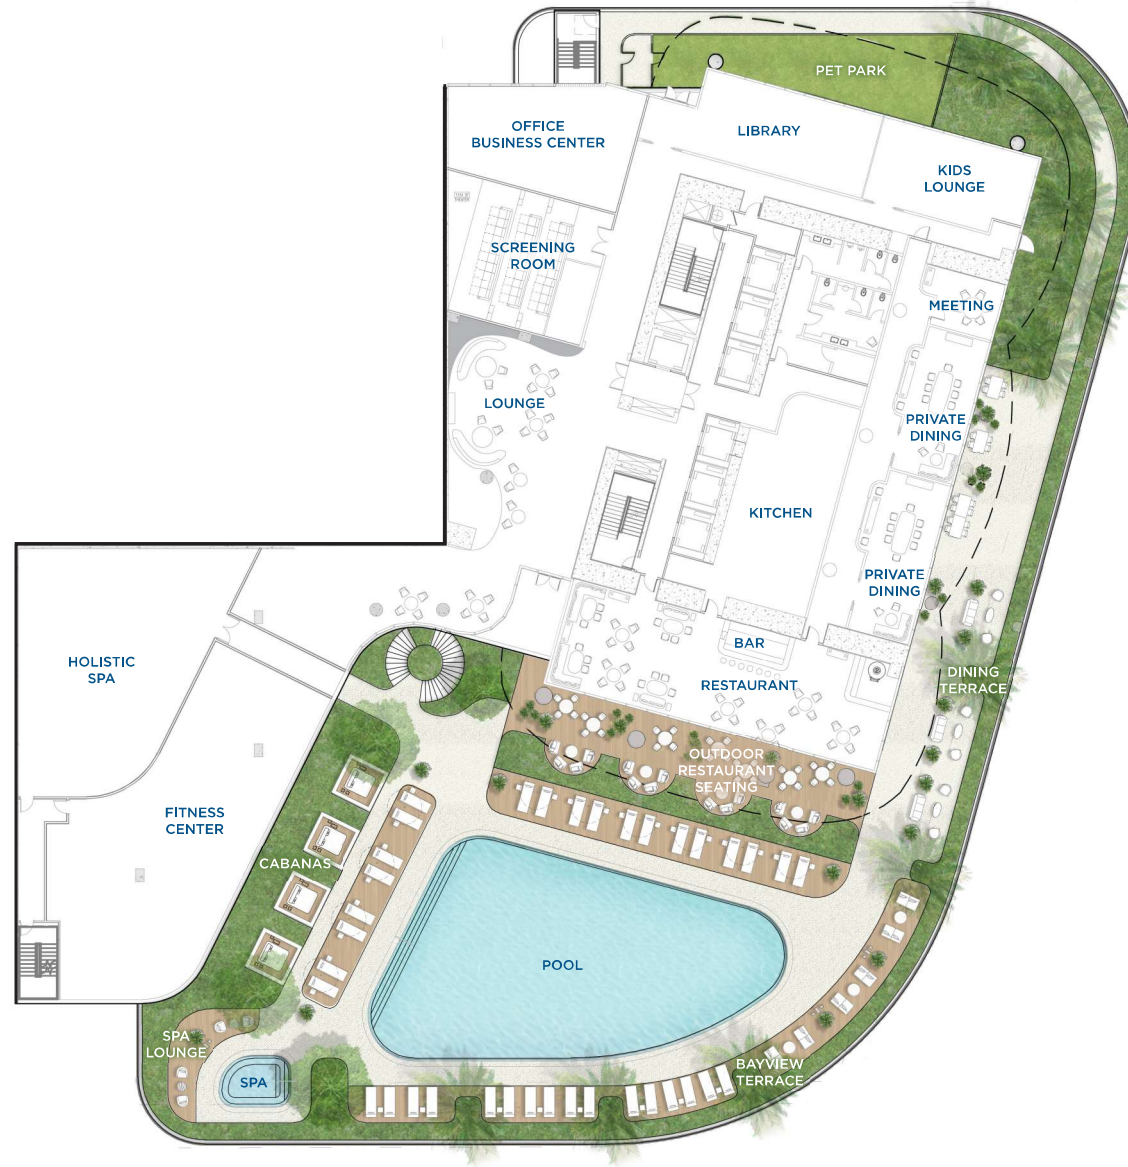 PET PARK
OFFICE
BUSINESS CENTER
LIBRARY
KIDS
LOUNGE
SCREENING
ROOM
MEETING
LOUNGE
PRIVATE
DINING
KITCHEN
PRIVATE
DINING
BAR
RESTAURANT
HOLISTIC
SPA
DINING
TERRACE
OUTDOOR
RESTAURANT
SEATING
FITNESS
CENTER
CABANAS
POOL
SPA
LOUNGE
SPA
BAYVIEW
TERRACE